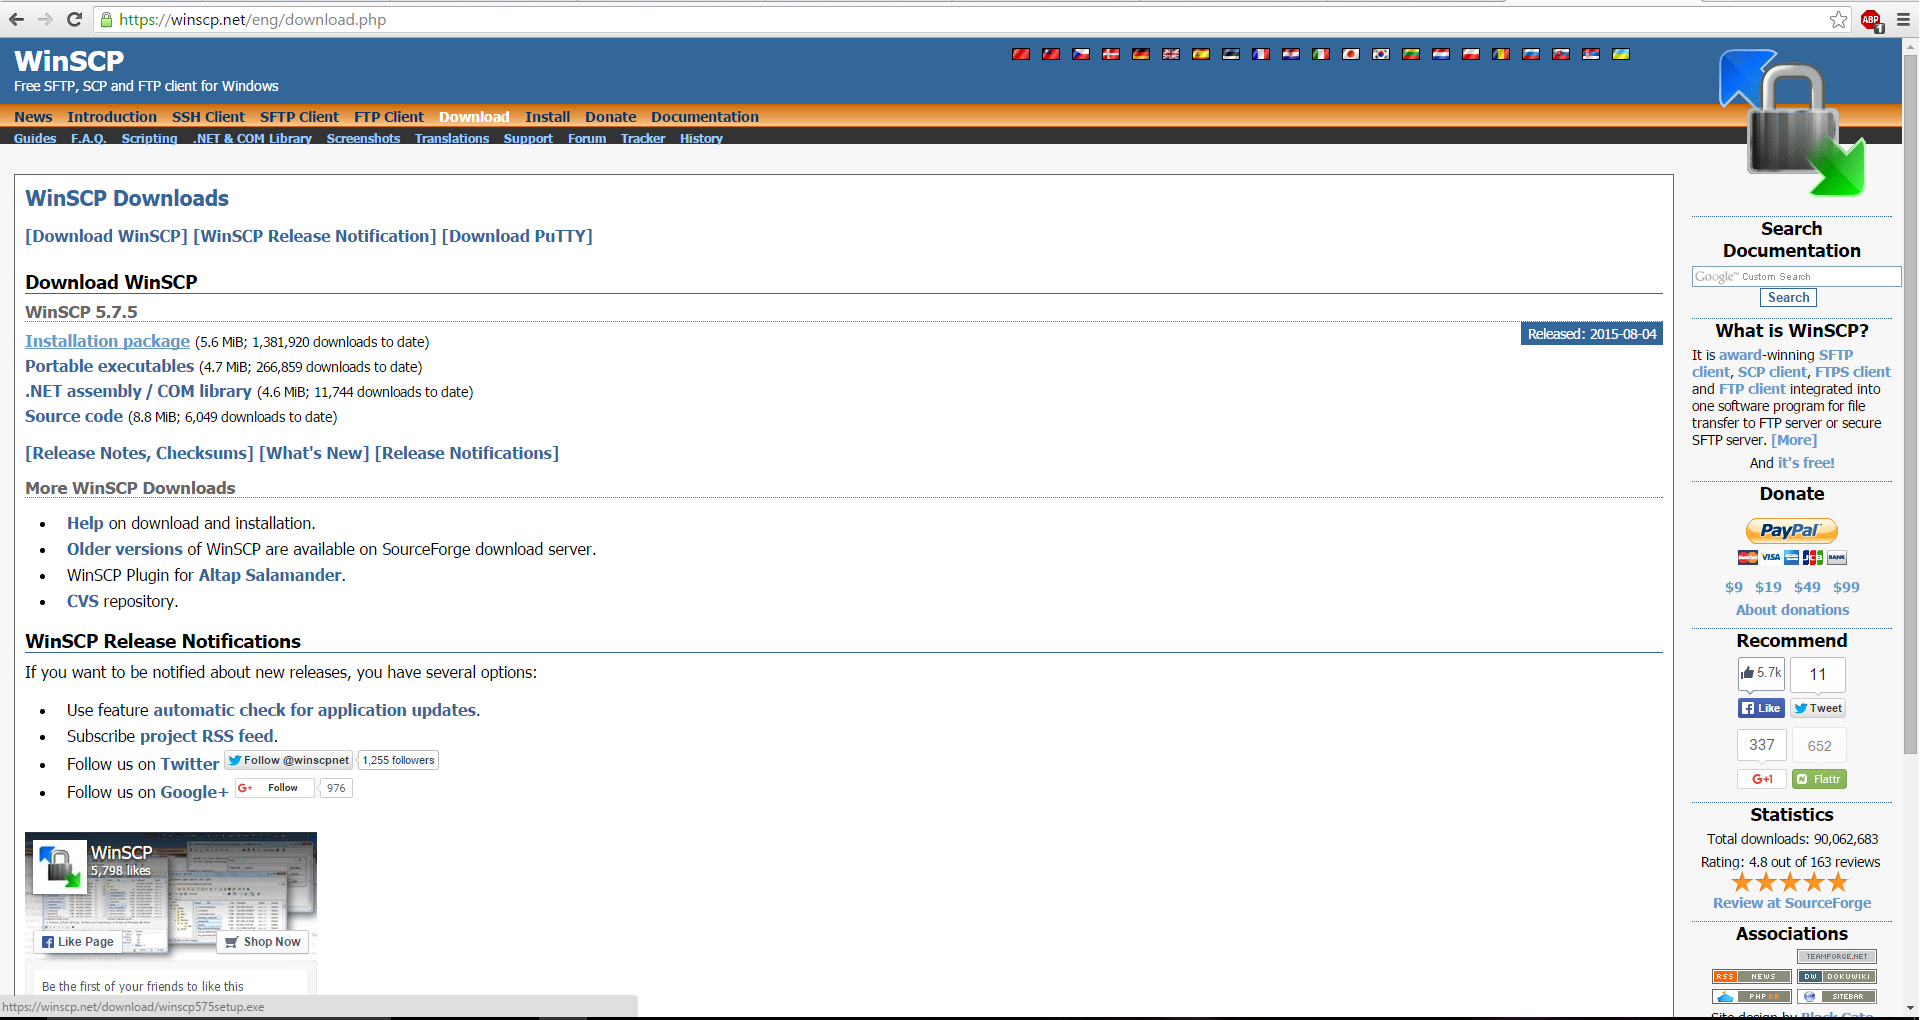 https://winscp.net/eng/download.php
ABP
1
WinSCP
Free SFTP, SCP and FTP client for Windows
News Introduction SSH Client SFTP Client FTP Client Download Install Donate Documentation
Guides F.A.Q. Scripting .NET & COM Library Screenshots Translations Support Forum Tracker History
WinSCP Downloads
[Download WinSCP] [WinSCP Release Notification] [Download PuTTY]
Download WinSCP
WinSCP 5.7.5
Released: 2015-08-04
Installation package (5.6 MiB; 1,381,920 downloads to date)
Portable executables (4.7 MiB; 266,859 downloads to date)
.NET assembly / COM library (4.6 MiB; 11,744 downloads to date)
Source code (8.8 MiB; 6,049 downloads to date)
[Release Notes, Checksums] [What's New] [Release Notifications]
More WinSCP Downloads
Help on download and installation.
Older versions of WinSCP are available on SourceForge download server.
WinSCP Plugin for Altap Salamander.
CVS repository.
WinSCP Release Notifications
If you want to be notified about new releases, you have several options:
Use feature automatic check for application updates.
Subscribe project RSS feed.
Follow us on Twitter Follow @winscpnet 1,255 followers
Follow us on Google+ G+ Follow 976
WinSCP
5,798 likes
Like Page Shop Now
Be the first of your friends to like this
https://winscp.net/download/winscp575setup.exe
Search
Documentation
Google™ Custom Search
Search
What is WinSCP?
It is award-winning SFTP
client, SCP client, FTPS client
and FTP client integrated into
one software program for file
transfer to FTP server or secure
SFTP server. [More]
And it's free!
Donate
PayPal
VISA JCB BANK
$9 $19 $49 $99
About donations
Recommend
5.7k 11
Like Tweet
337 652
G+1 Flattr
Statistics
Total downloads: 90,062,683
Rating: 4.8 out of 163 reviews
Review at SourceForge
Associations
TEAMFORGE.NET
RSS NEWS DW DOKUWIKI
PHPBB SITEBAR
Site design by Black Gate